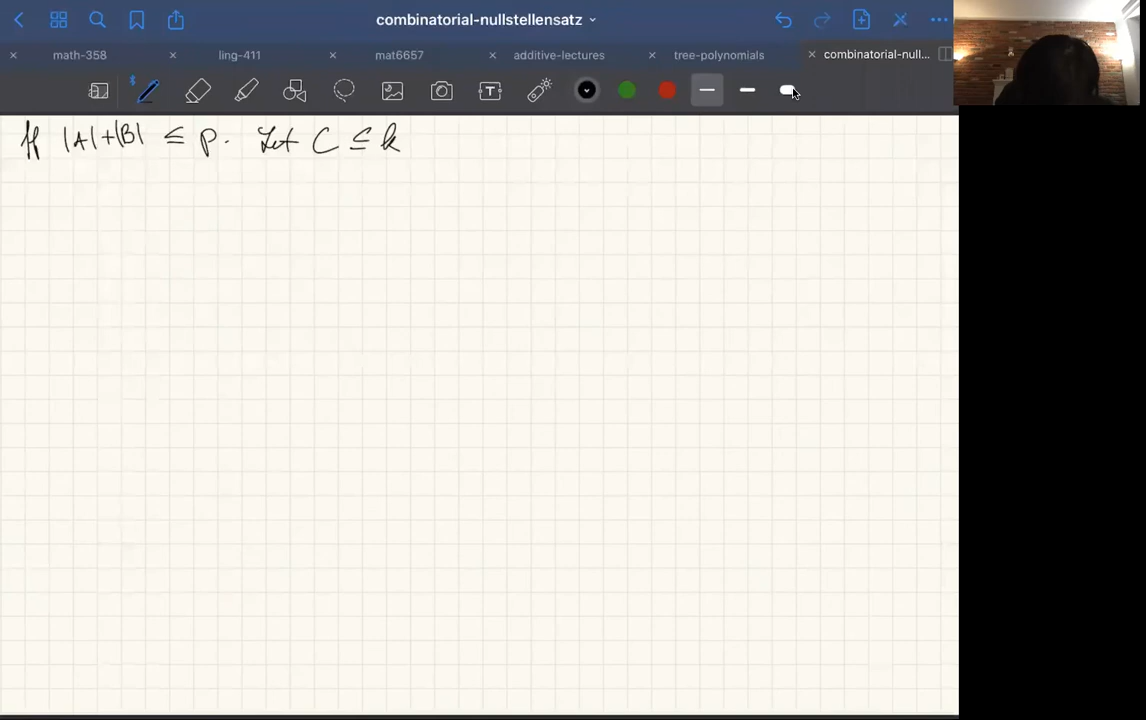 combinatorial-nullstellensatz
math-358
ling-411
mat6657
additive-lectures
tree-polynomials
combinatorial-null...
If |A|+|B| ≤ p. Let C ⊆ k